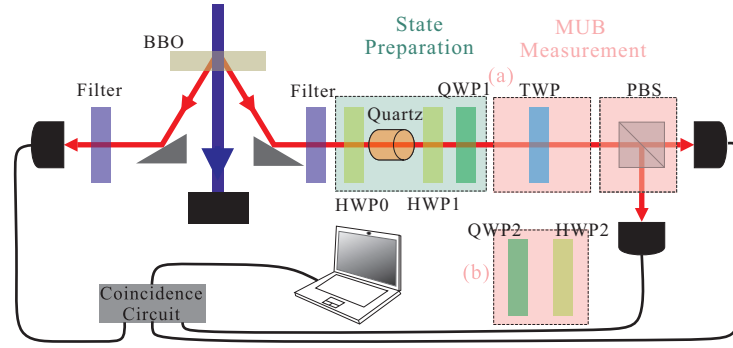 BBO
State
Preparation
MUB
Measurement
(a)
Filter
Filter
QWP1
TWP
PBS
Quartz
HWP0
HWP1
QWP2
HWP2
(b)
Coincidence
Circuit